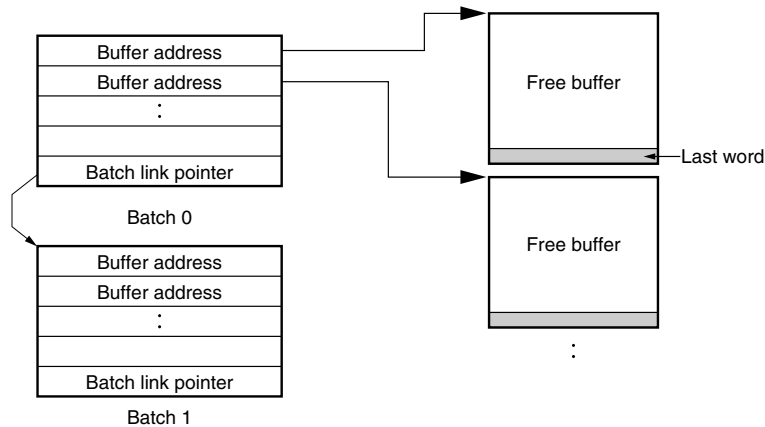 Buffer address
Buffer address
:
Batch link pointer
Batch 0
Buffer address
Buffer address
:
Batch link pointer
Batch 1
Free buffer
Last word
Free buffer
: